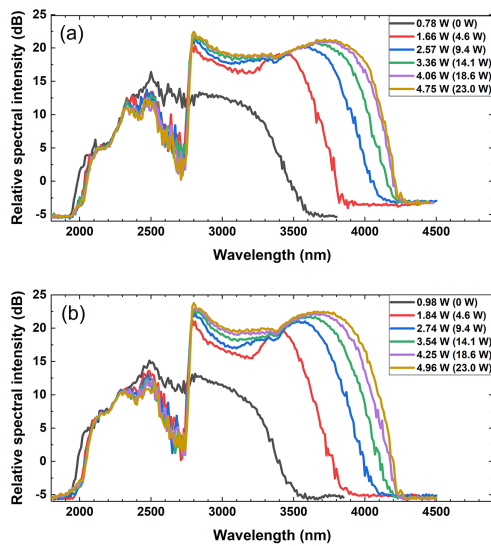 (a)
0.78 W (0 W)
1.66 W (4.6 W)
2.57 W (9.4 W)
3.36 W (14.1 W)
4.06 W (18.6 W)
4.75 W (23.0 W)
Relative spectral intensity (dB)
25
20
15
10
5
0
-5
2000 2500 3000 3500 4000 4500
Wavelength (nm)
(b)
0.98 W (0 W)
1.84 W (4.6 W)
2.74 W (9.4 W)
3.54 W (14.1 W)
4.25 W (18.6 W)
4.96 W (23.0 W)
Relative spectral intensity (dB)
25
20
15
10
5
0
-5
2000 2500 3000 3500 4000 4500
Wavelength (nm)